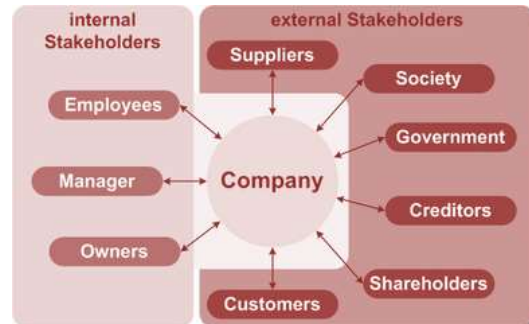 internal
Stakeholders
external Stakeholders
Suppliers
Society
Employees
Government
Manager
Company
Creditors
Owners
Shareholders
Customers